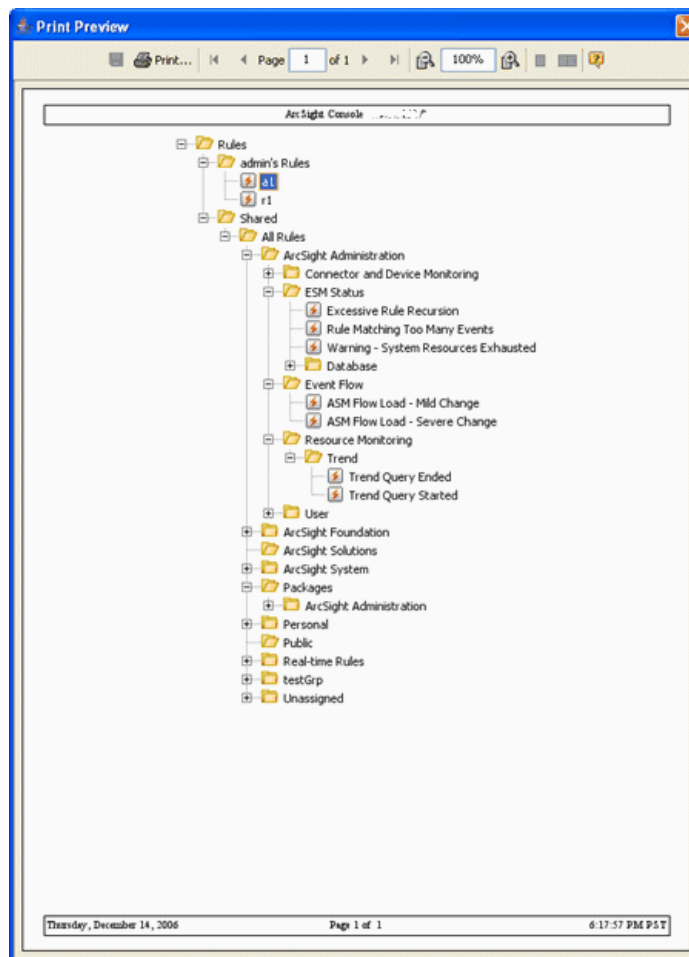 Print Preview
Print... Page 1 of 1 100%
ArcSight Console
Rules
admin's Rules
a1
r1
Shared
All Rules
ArcSight Administration
Connector and Device Monitoring
ESM Status
Excessive Rule Recursion
Rule Matching Too Many Events
Warning - System Resources Exhausted
Database
Event Flow
ASM Flow Load - Mild Change
ASM Flow Load - Severe Change
Resource Monitoring
Trend
Trend Query Ended
Trend Query Started
User
ArcSight Foundation
ArcSight Solutions
ArcSight System
Packages
ArcSight Administration
Personal
Public
Real-time Rules
testGrp
Unassigned
Thursday, December 14, 2006 Page 1 of 1 6:17:57 PM PST